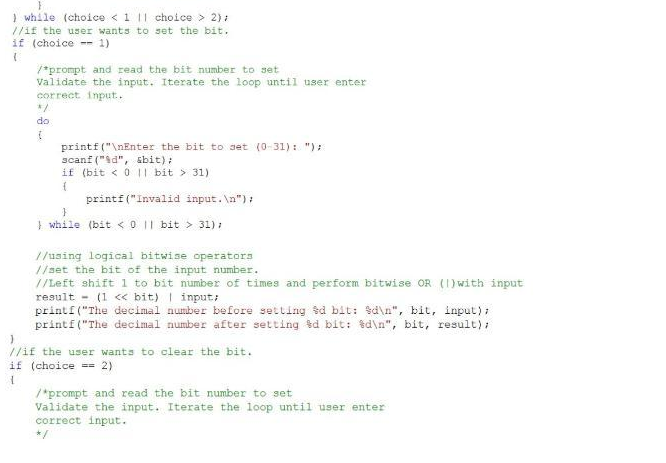 }
} while (choice < 1 || choice > 2);
//if the user wants to set the bit.
if (choice == 1)
{
/*prompt and read the bit number to set
Validate the input. Iterate the loop until user enter
correct input.
*/
do
{
printf("\nEnter the bit to set (0-31): ");
scanf("%d", &bit);
if (bit < 0 || bit > 31)
{
printf("Invalid input.\n");
}
} while (bit < 0 || bit > 31);
//using logical bitwise operators
//set the bit of the input number.
//Left shift 1 to bit number of times and perform bitwise OR (|)with input
result = (1 << bit) | input;
printf("The decimal number before setting %d bit: %d\n", bit, input);
printf("The decimal number after setting %d bit: %d\n", bit, result);
}
//if the user wants to clear the bit.
if (choice == 2)
{
/*prompt and read the bit number to set
Validate the input. Iterate the loop until user enter
correct input.
*/